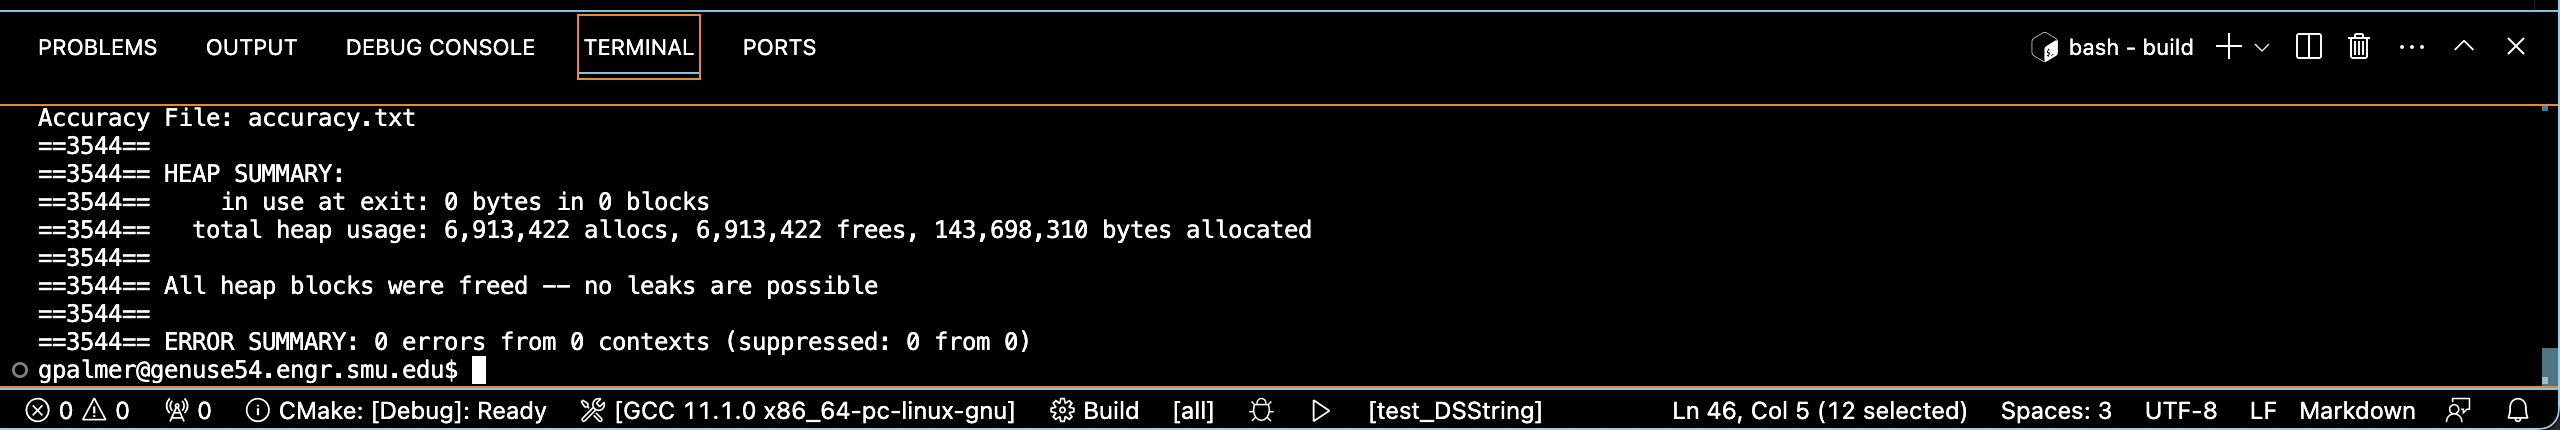 PROBLEMS OUTPUT DEBUG CONSOLE TERMINAL PORTS bash - build
Accuracy File: accuracy.txt
==3544==
==3544== HEAP SUMMARY:
==3544==     in use at exit: 0 bytes in 0 blocks
==3544==   total heap usage: 6,913,422 allocs, 6,913,422 frees, 143,698,310 bytes allocated
==3544==
==3544== All heap blocks were freed -- no leaks are possible
==3544==
==3544== ERROR SUMMARY: 0 errors from 0 contexts (suppressed: 0 from 0)
gpalmer@genuse54.engr.smu.edu$
0 0 0 CMake: [Debug]: Ready [GCC 11.1.0 x86_64-pc-linux-gnu] Build [all] [test_DSString] Ln 46, Col 5 (12 selected) Spaces: 3 UTF-8 LF Markdown